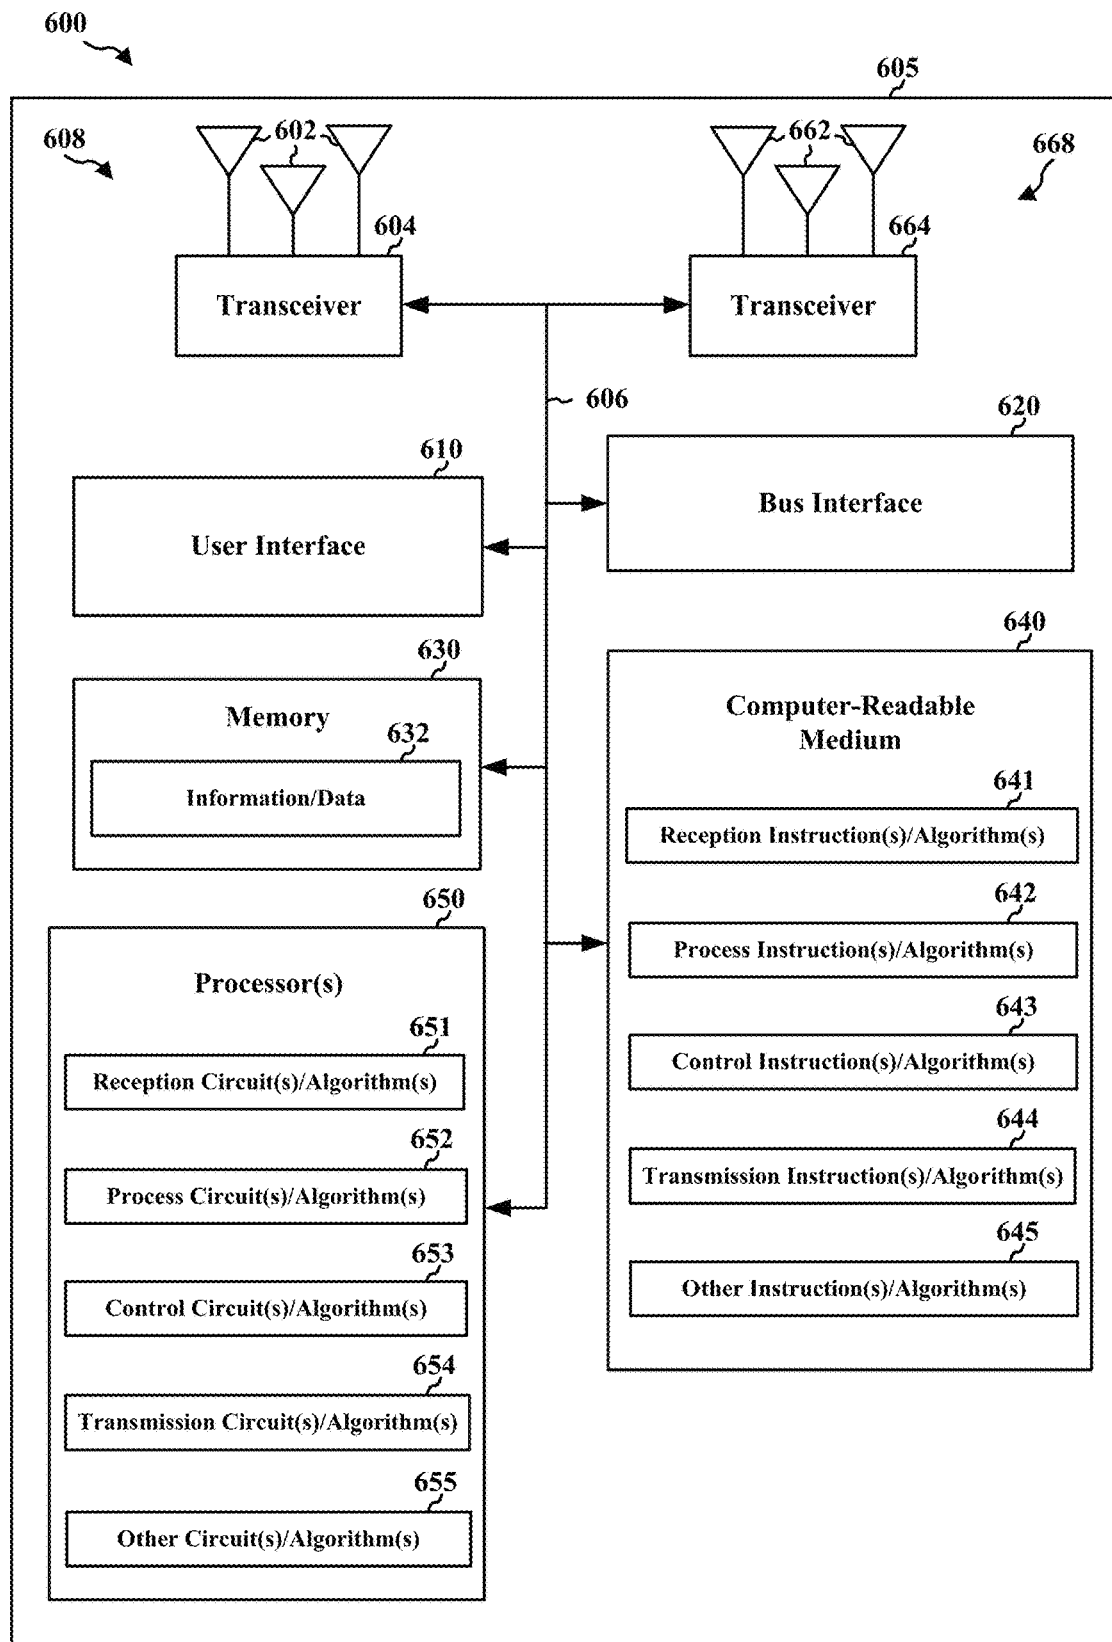 600
605
608
602
662
668
604
664
Transceiver
Transceiver
606
620
610
Bus Interface
User Interface
640
630
Computer-Readable
Medium
Memory
632
Information/Data
641
Reception Instruction(s)/Algorithm(s)
642
Process Instruction(s)/Algorithm(s)
643
Control Instruction(s)/Algorithm(s)
644
Transmission Instruction(s)/Algorithm(s)
645
Other Instruction(s)/Algorithm(s)
650
Processor(s)
651
Reception Circuit(s)/Algorithm(s)
652
Process Circuit(s)/Algorithm(s)
653
Control Circuit(s)/Algorithm(s)
654
Transmission Circuit(s)/Algorithm(s)
655
Other Circuit(s)/Algorithm(s)